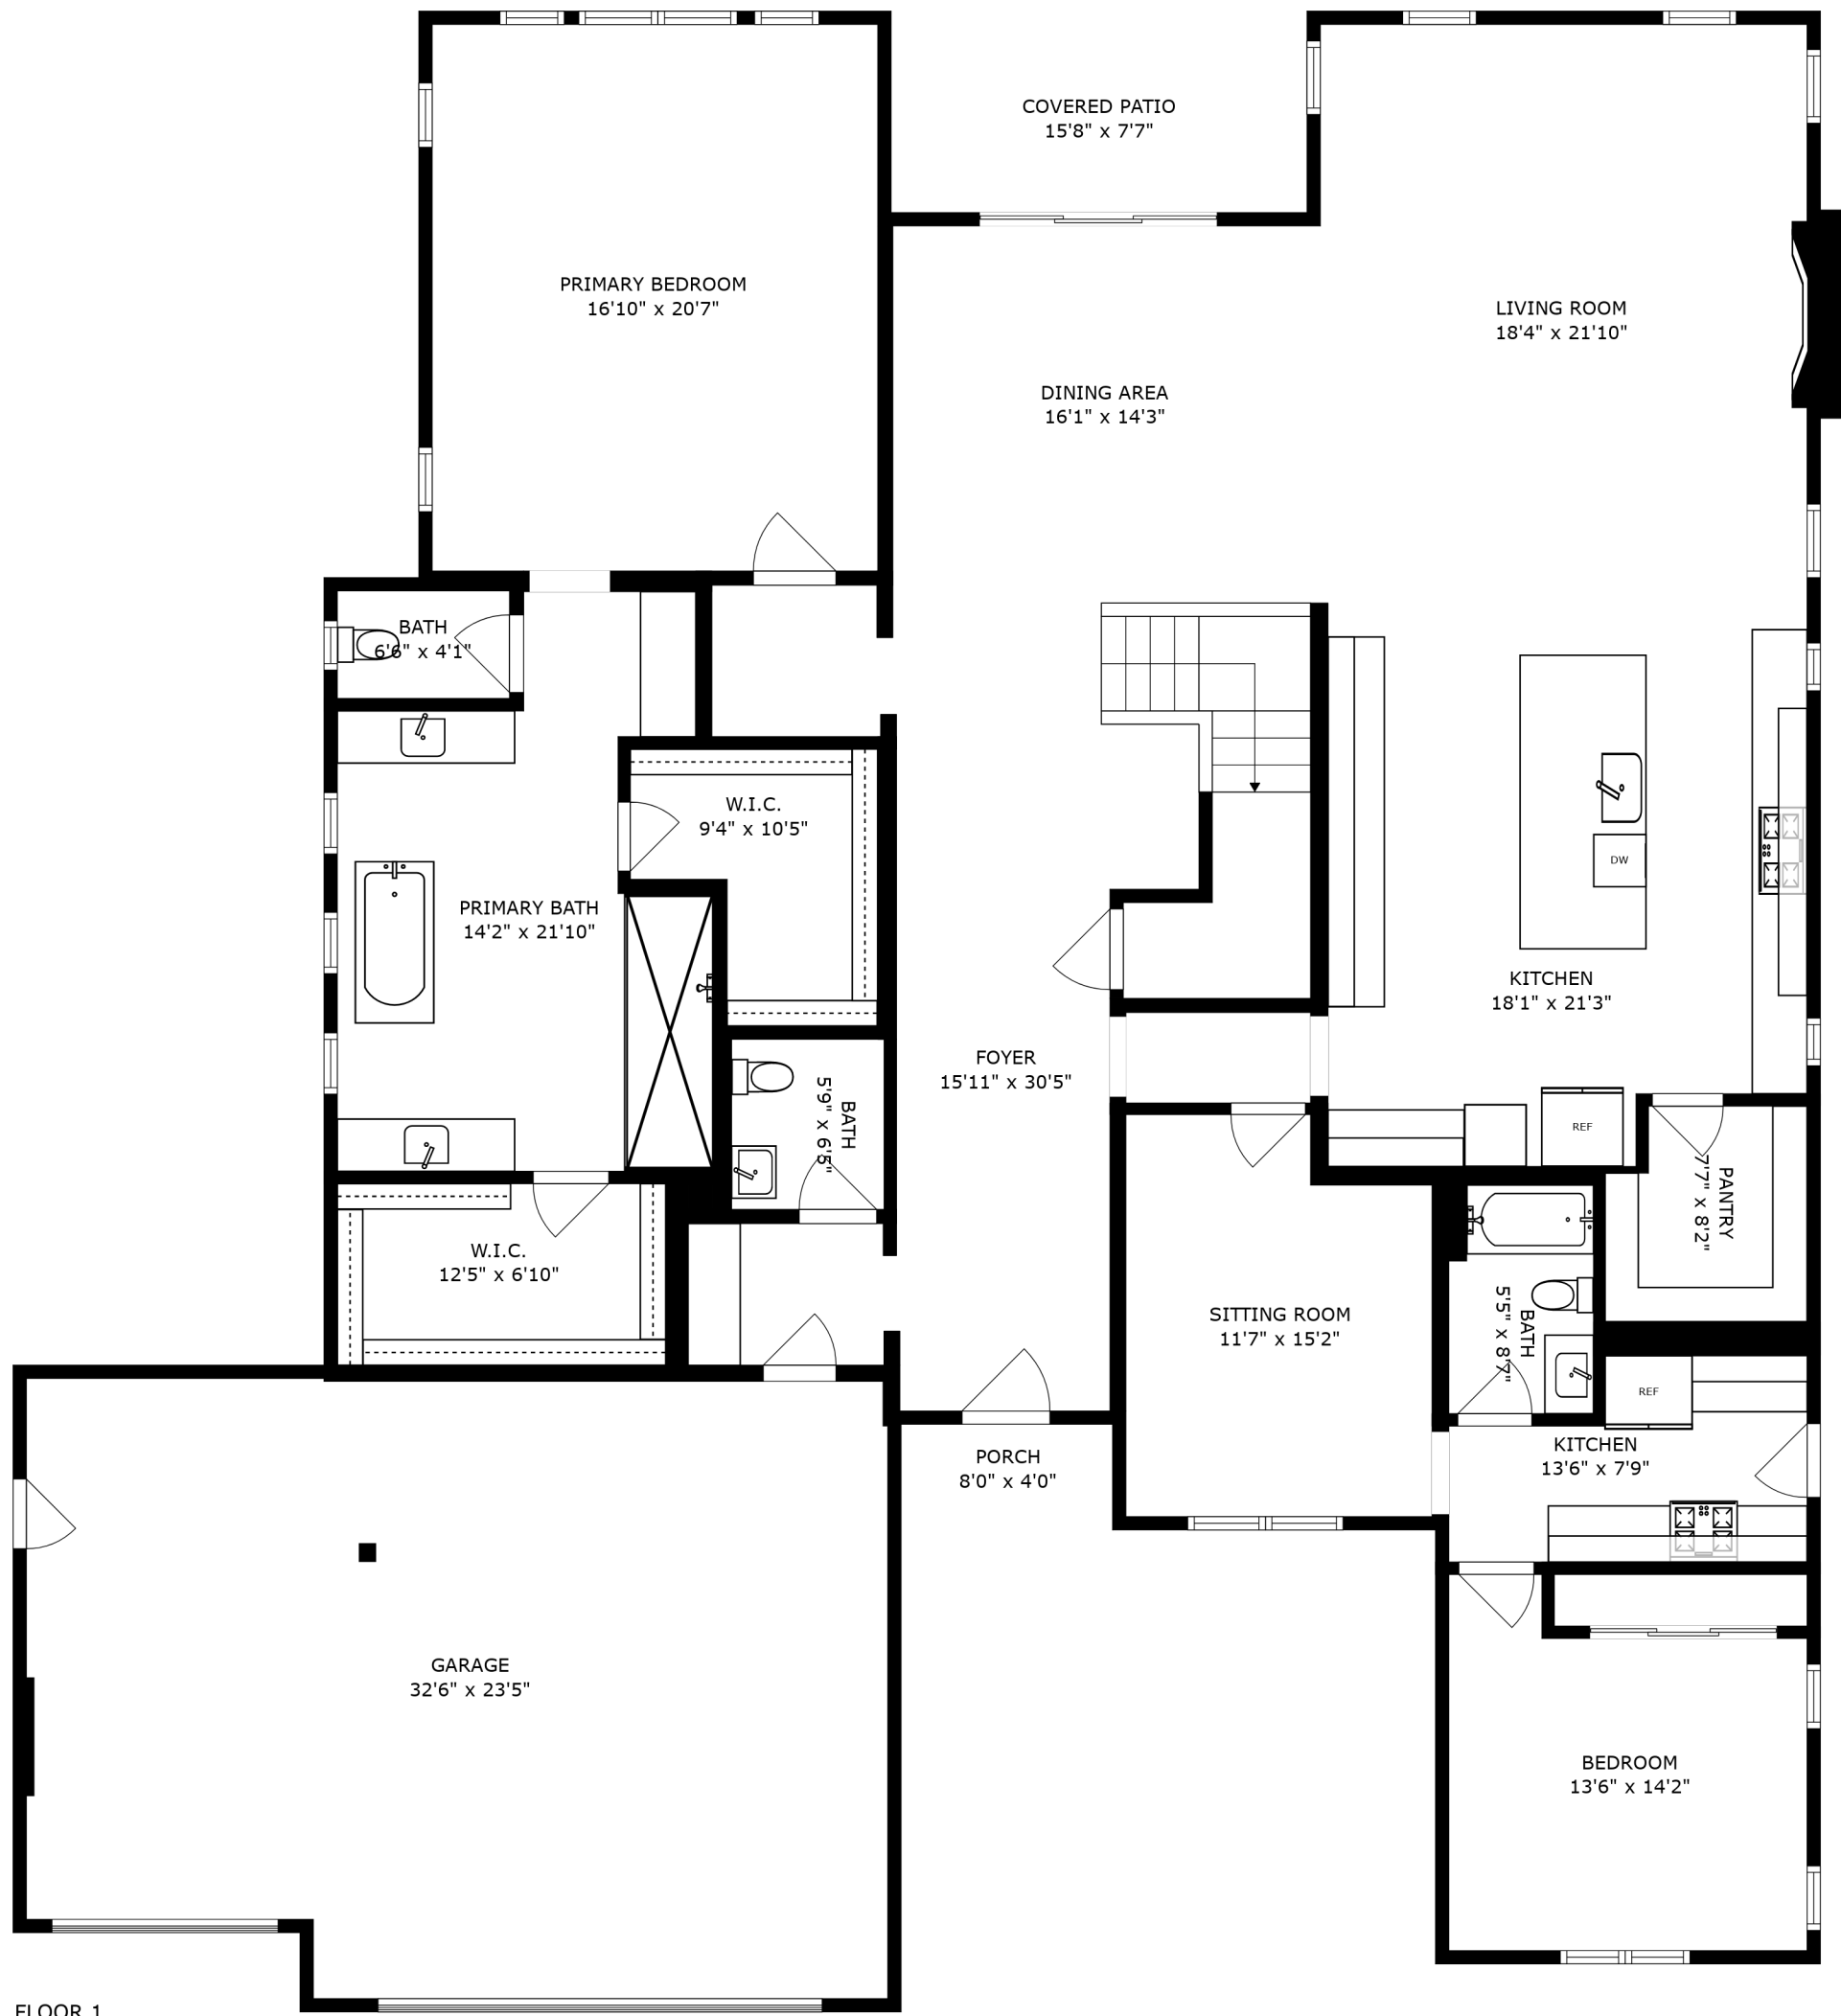 COVERED PATIO
15'8" x 7'7"
PRIMARY BEDROOM
16'10" x 20'7"
LIVING ROOM
18'4" x 21'10"
DINING AREA
16'1" x 14'3"
BATH
6'6" x 4'1"
W.I.C.
9'4" x 10'5"
DW
PRIMARY BATH
14'2" x 21'10"
KITCHEN
18'1" x 21'3"
FOYER
15'11" x 30'5"
BATH
5'9" x 6'5"
REF
PANTRY
7'7" x 8'2"
W.I.C.
12'5" x 6'10"
SITTING ROOM
11'7" x 15'2"
BATH
5'5" x 8'7"
REF
KITCHEN
13'6" x 7'9"
PORCH
8'0" x 4'0"
GARAGE
32'6" x 23'5"
BEDROOM
13'6" x 14'2"
FLOOR 1